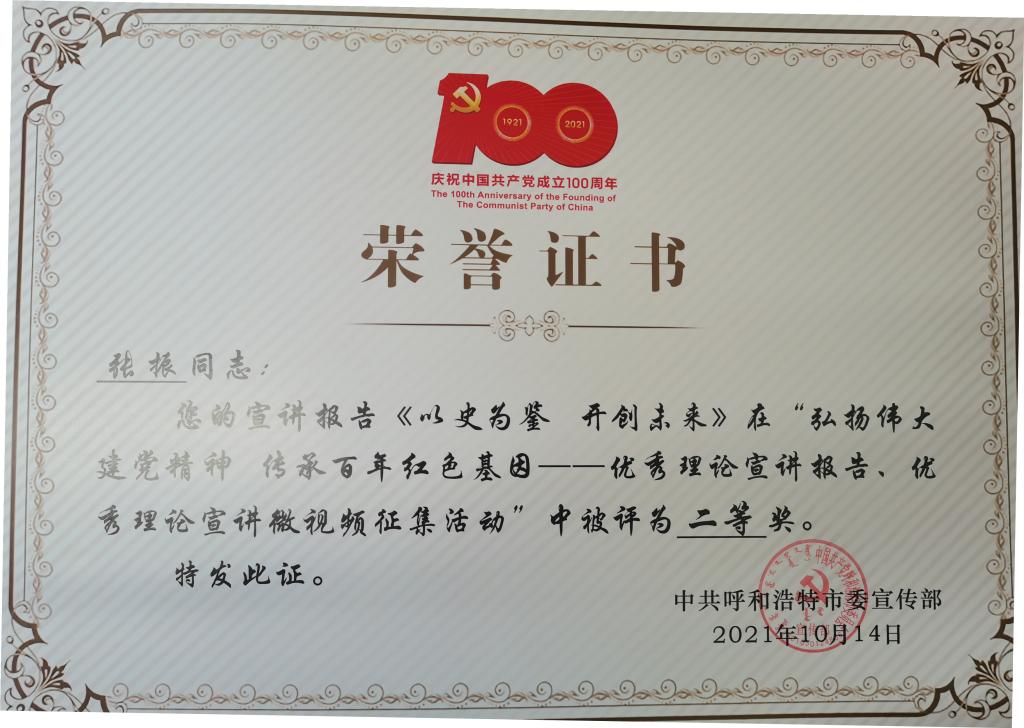 1921
2021
庆祝中国共产党成立100周年
The 100th Anniversary of the Founding of
The Communist Party of China
荣誉证书
张振同志：
您的宣讲报告《以史为鉴 开创未来》在“弘扬伟大
建党精神 传承百年红色基因——优秀理论宣讲报告、优
秀理论宣讲微视频征集活动”中被评为二等奖。
特发此证。
中共呼和浩特市委宣传部
2021年10月14日